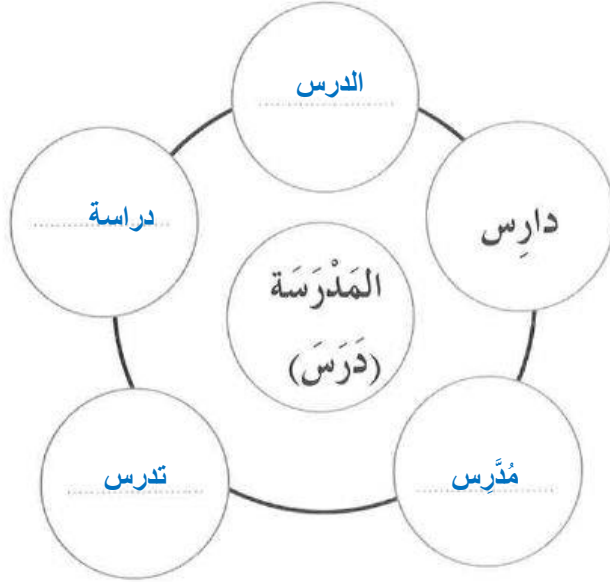 الدرس
دارِس
دراسة
المَدْرَسَة
(دَرَسَ)
مُدَّرِس
تدرس